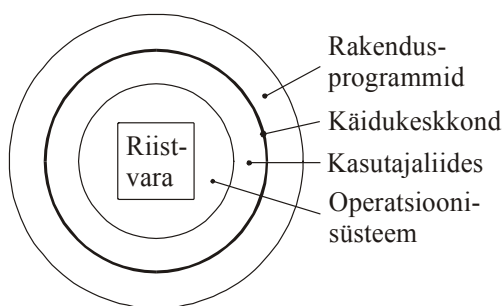 Rakendus-
programmid
Käidukeskkond
Kasutajaliides
Operatsiooni-
süsteem
Riist-
vara